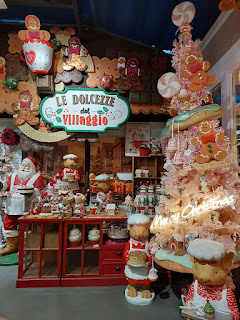 LE DOLCEZZE
del
Villaggio
Merry Christmas